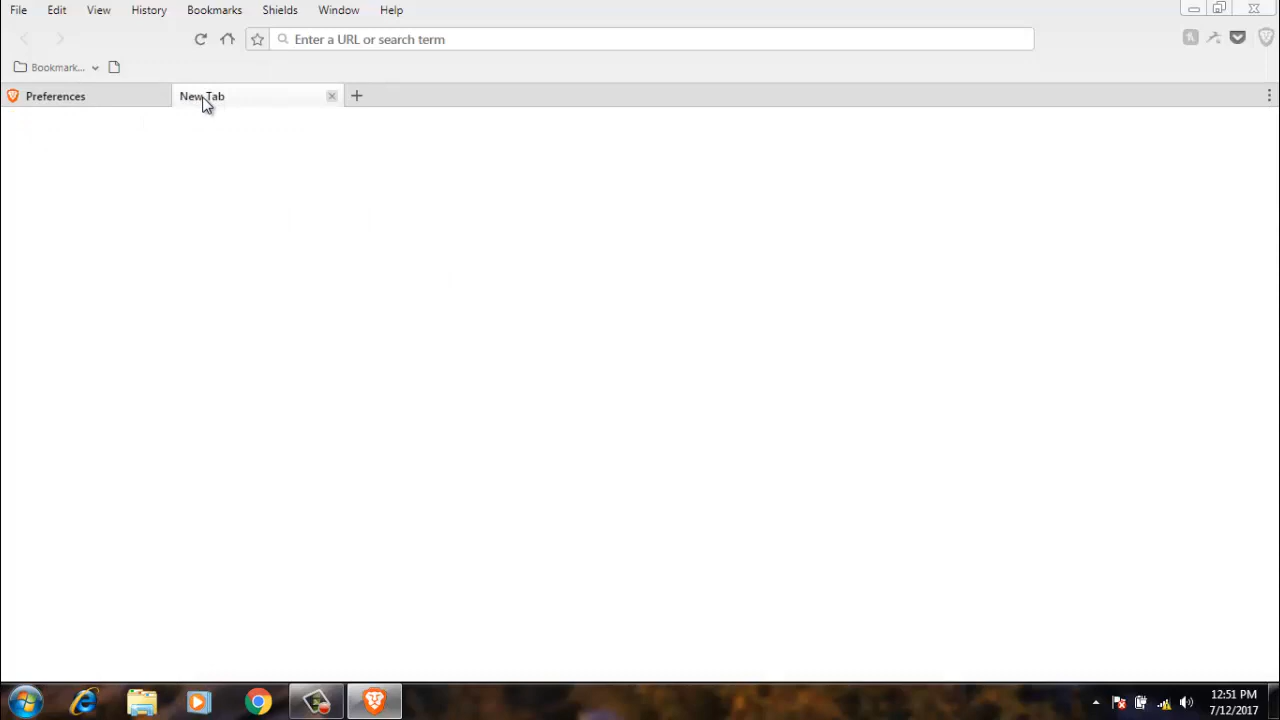 File Edit View History Bookmarks Shields Window Help
Enter a URL or search term
Bookmark...
Preferences New Tab
12:51 PM
7/12/2017